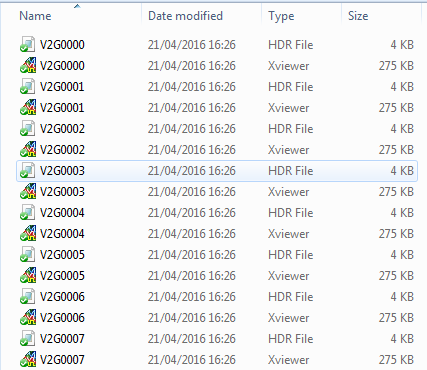 Name Date modified Type Size
V2G0000 21/04/2016 16:26 HDR File 4 KB
V2G0000 21/04/2016 16:26 Xviewer 275 KB
V2G0001 21/04/2016 16:26 HDR File 4 KB
V2G0001 21/04/2016 16:26 Xviewer 275 KB
V2G0002 21/04/2016 16:26 HDR File 4 KB
V2G0002 21/04/2016 16:26 Xviewer 275 KB
V2G0003 21/04/2016 16:26 HDR File 4 KB
V2G0003 21/04/2016 16:26 Xviewer 275 KB
V2G0004 21/04/2016 16:26 HDR File 4 KB
V2G0004 21/04/2016 16:26 Xviewer 275 KB
V2G0005 21/04/2016 16:26 HDR File 4 KB
V2G0005 21/04/2016 16:26 Xviewer 275 KB
V2G0006 21/04/2016 16:26 HDR File 4 KB
V2G0006 21/04/2016 16:26 Xviewer 275 KB
V2G0007 21/04/2016 16:26 HDR File 4 KB
V2G0007 21/04/2016 16:26 Xviewer 275 KB